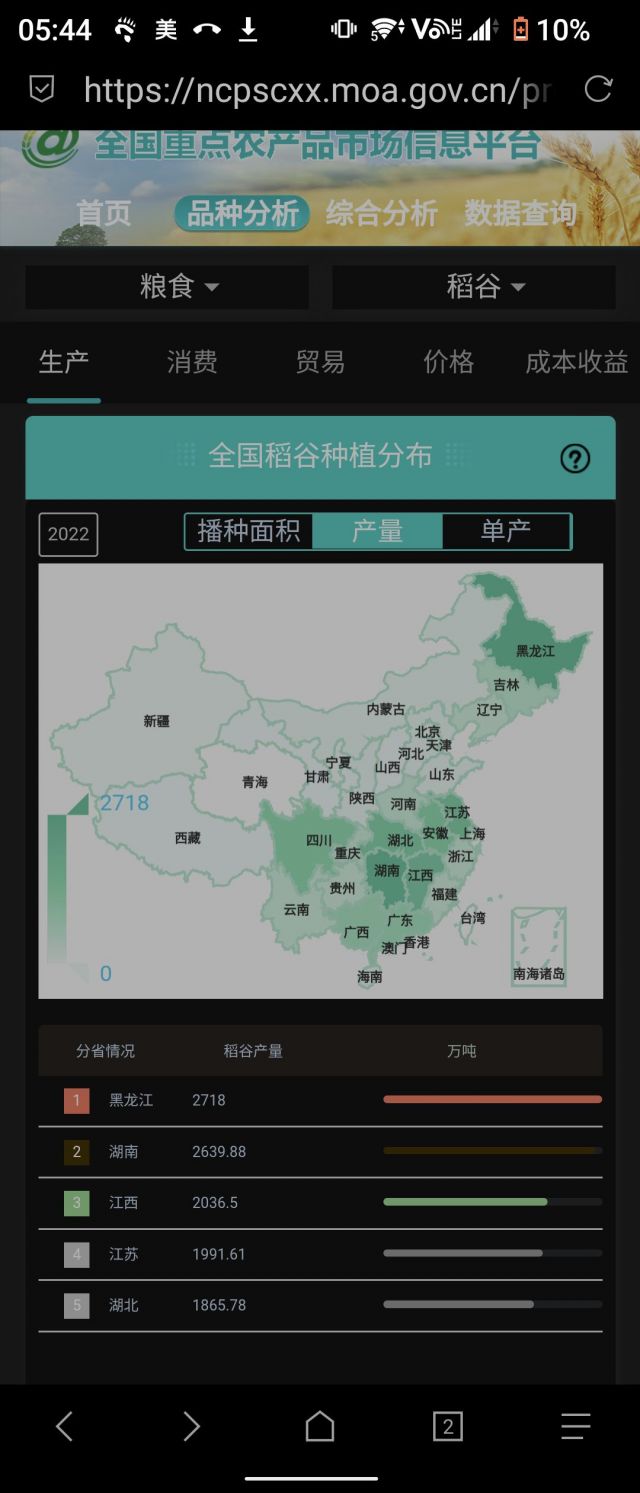 05:44 美 5 Vo LTE 10%
https://ncpscxx.moa.gov.cn/pr
全国重点农产品市场信息平台
首页 品种分析 综合分析 数据查询
粮食 稻谷
生产 消费 贸易 价格 成本收益
全国稻谷种植分布 ?
2022 播种面积 产量 单产
黑龙江
吉林
内蒙古 辽宁
新疆
北京
天津
河北
宁夏 山西
甘肃 山东
青海
陕西 河南
2718
江苏
安徽 上海
西藏 四川 湖北
重庆 浙江
湖南 江西
贵州 福建
云南 台湾
广东
广西
香港
澳门
0 海南 南海诸岛
分省情况 稻谷产量 万吨
1 黑龙江 2718
2 湖南 2639.88
3 江西 2036.5
4 江苏 1991.61
5 湖北 1865.78
2